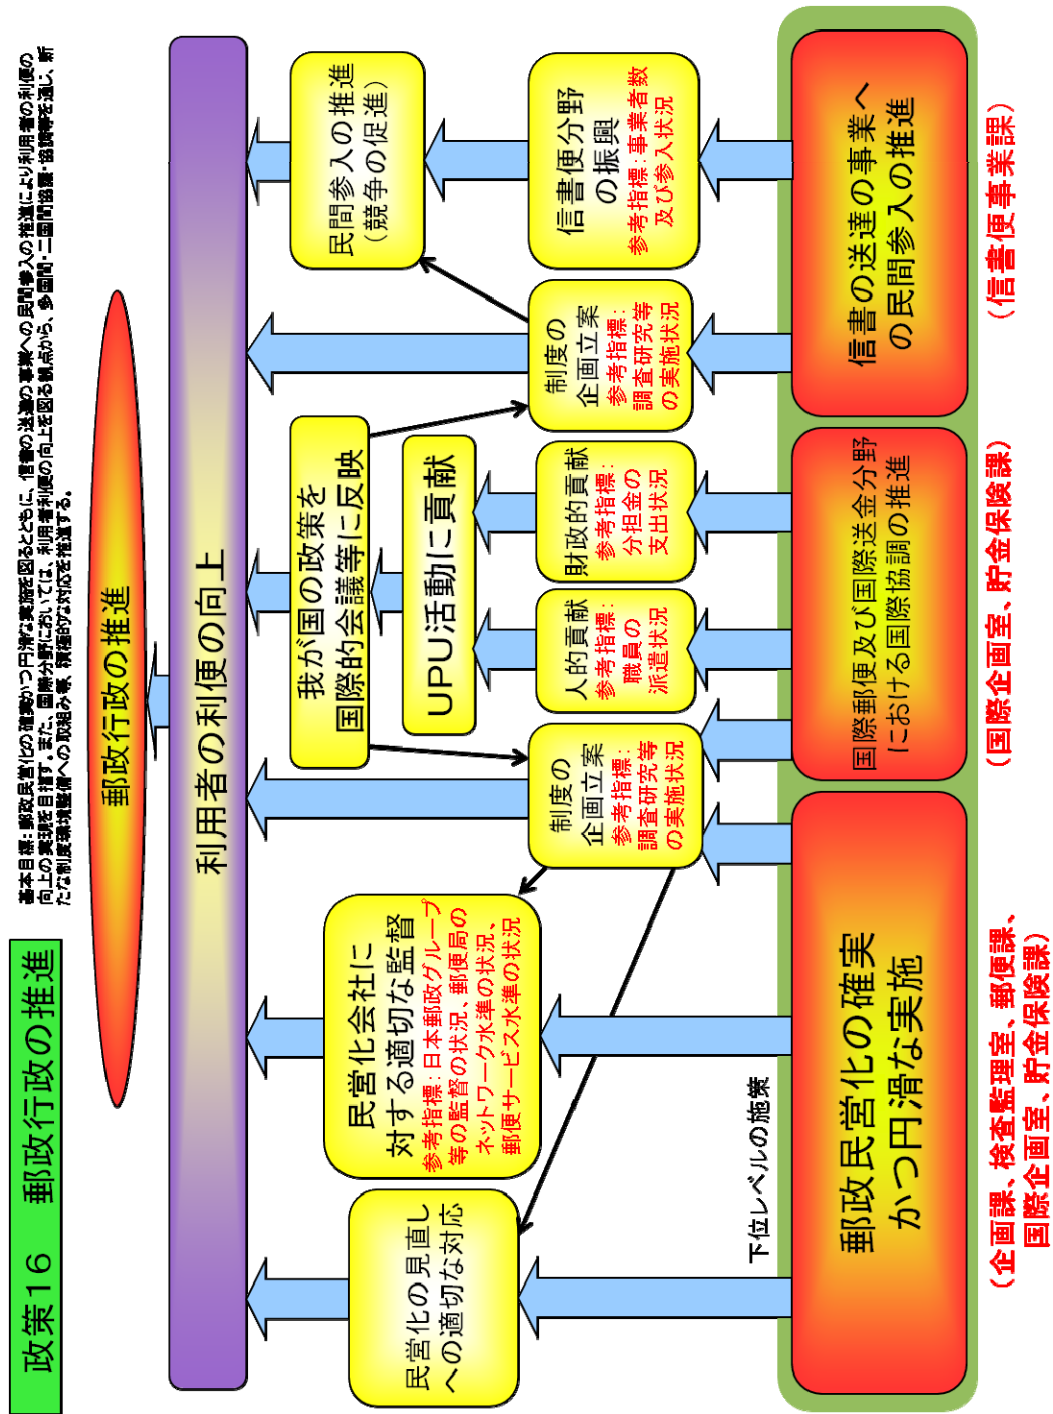 政策16　郵政行政の推進
基本目標：郵政民営化の確実かつ円滑な実施を図るとともに、信書の送達の事業への民間参入の推進により利用者の利便の
向上の実現を目指す。また、国際分野においては、利用者利便の向上を図る観点から、多国間・二国間協議・協調等を通じ、新
たな制度環境整備への取組み等、積極的な対応を推進する。
郵政行政の推進
利用者の利便の向上
民営化の見直し
への適切な対応
民営化会社に
対する適切な監督
参考指標：日本郵政グループ
等の監督の状況、郵便局の
ネットワーク水準の状況、
郵便サービス水準の状況
我が国の政策を
国際的会議等に反映
UPU活動に貢献
制度の
企画立案
参考指標：
調査研究等
の実施状況
人的貢献
参考指標：
職員の
派遣状況
財政的貢献
参考指標：
分担金の
支出状況
制度の
企画立案
参考指標：
調査研究等
の実施状況
民間参入の推進
（競争の促進）
信書便分野
の振興
参考指標：事業者数
及び参入状況
下位レベルの施策
郵政民営化の確実
かつ円滑な実施
国際郵便及び国際送金分野
における国際協調の推進
信書の送達の事業へ
の民間参入の推進
（企画課、検査監理室、郵便課、
国際企画室、貯金保険課）
（国際企画室、貯金保険課）
（信書便事業課）